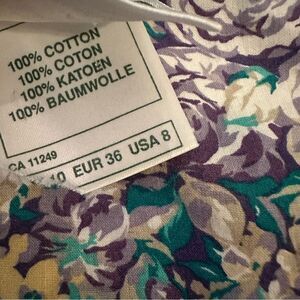 100% COTTON
100% COTON
100% KATOEN
100% BAUMWOLLE
CA 11249
10 EUR 36 USA 8